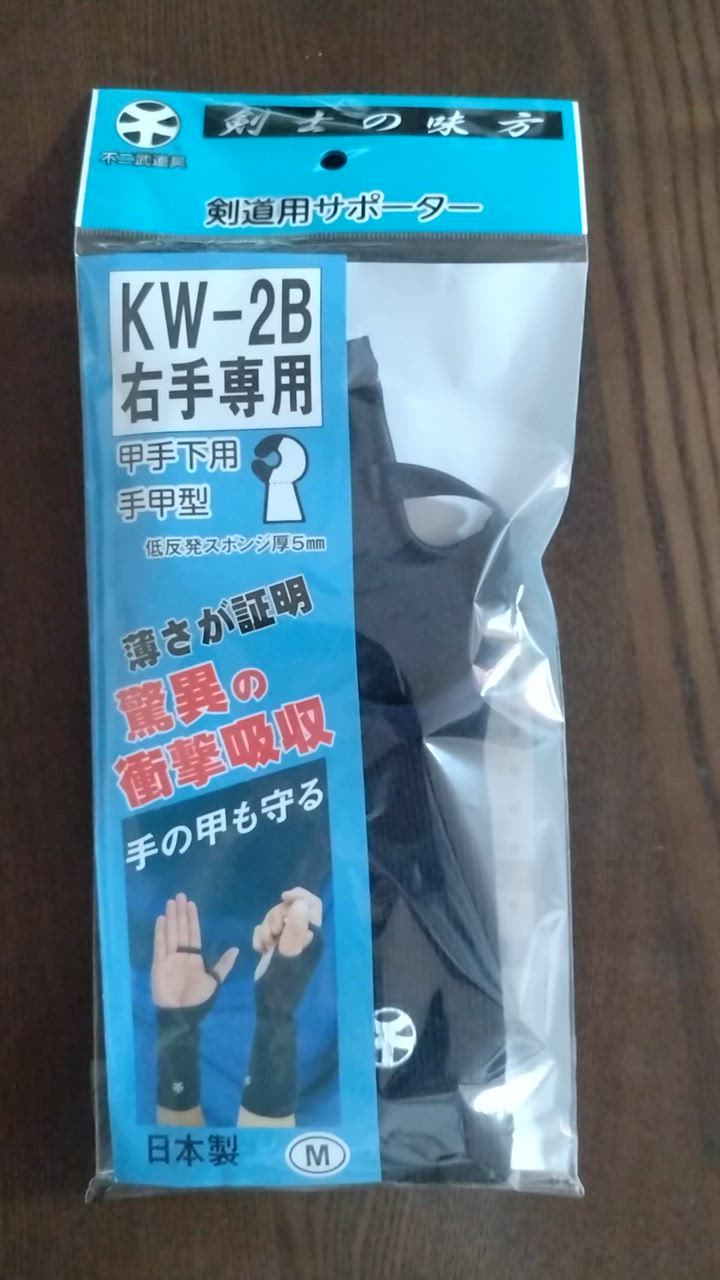 剣士の味方
不二武道具
剣道用サポーター
KW-2B
右手専用
甲手下用
手甲型
低反発スポンジ厚5mm
薄さが証明
驚異の
衝撃吸収
手の甲も守る
日本製
M